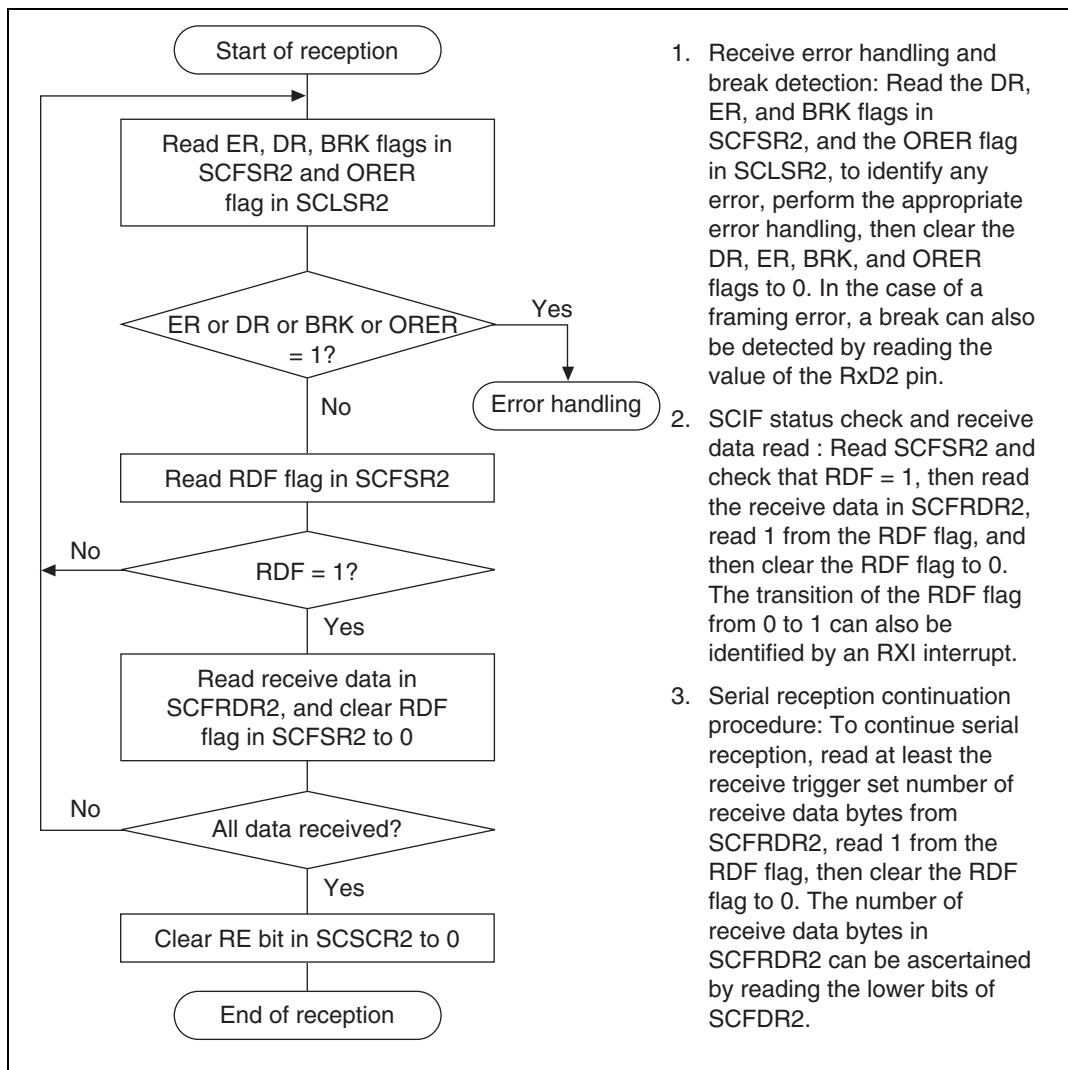 Start of reception
Read ER, DR, BRK flags in
SCFSR2 and ORER
flag in SCLSR2
ER or DR or BRK or ORER
= 1?
Yes
Error handling
No
Read RDF flag in SCFSR2
No
RDF = 1?
Yes
Read receive data in
SCFRDR2, and clear RDF
flag in SCFSR2 to 0
No
All data received?
Yes
Clear RE bit in SCSCR2 to 0
End of reception
1. Receive error handling and
break detection: Read the DR,
ER, and BRK flags in
SCFSR2, and the ORER flag
in SCLSR2, to identify any
error, perform the appropriate
error handling, then clear the
DR, ER, BRK, and ORER
flags to 0. In the case of a
framing error, a break can also
be detected by reading the
value of the RxD2 pin.
2. SCIF status check and receive
data read : Read SCFSR2 and
check that RDF = 1, then read
the receive data in SCFRDR2,
read 1 from the RDF flag, and
then clear the RDF flag to 0.
The transition of the RDF flag
from 0 to 1 can also be
identified by an RXI interrupt.
3. Serial reception continuation
procedure: To continue serial
reception, read at least the
receive trigger set number of
receive data bytes from
SCFRDR2, read 1 from the
RDF flag, then clear the RDF
flag to 0. The number of
receive data bytes in
SCFRDR2 can be ascertained
by reading the lower bits of
SCFDR2.